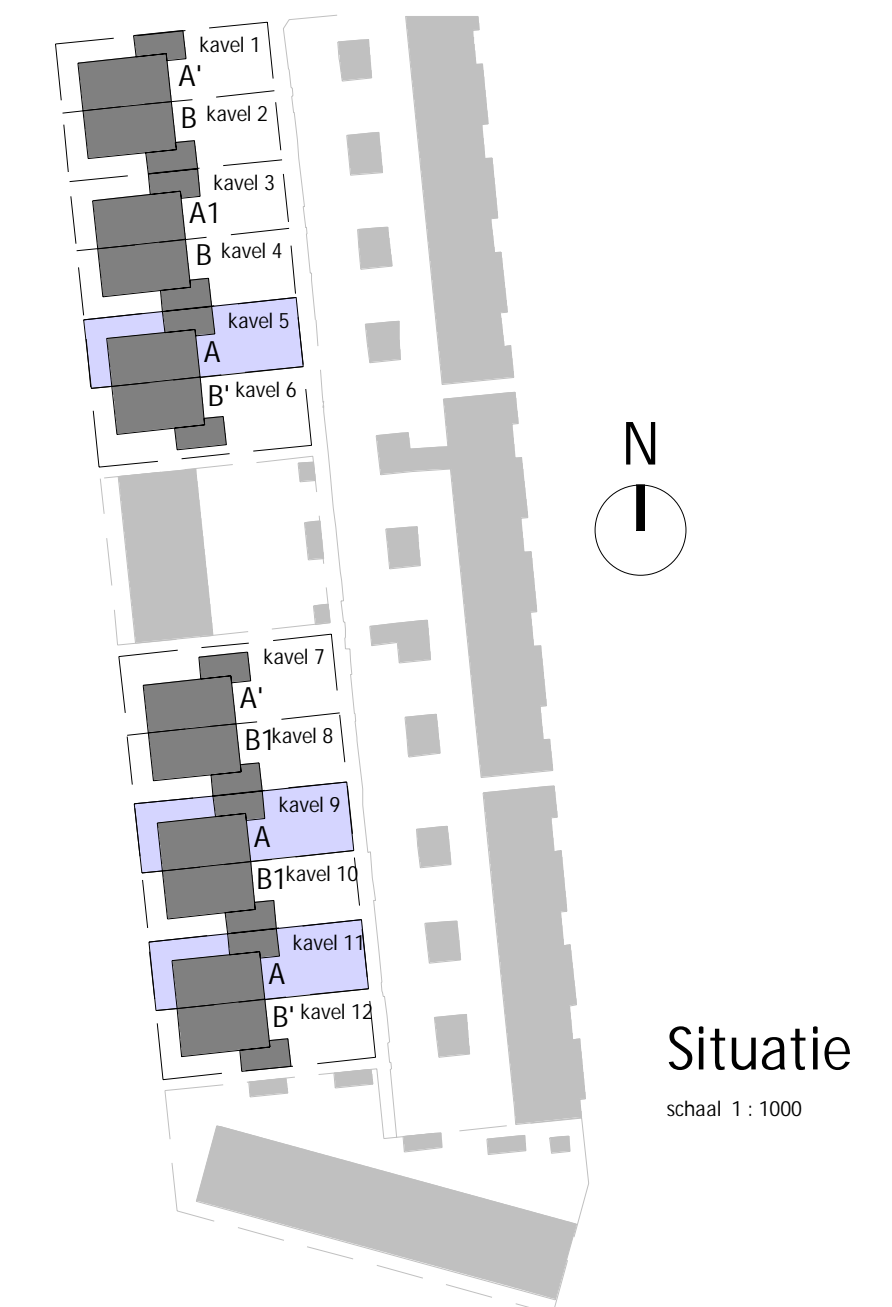 kavel 1
A'
B kavel 2
kavel 3
A1
B kavel 4
kavel 5
A
B' kavel 6
N
kavel 7
A'
B1 kavel 8
kavel 9
A
B1 kavel 10
kavel 11
A
B' kavel 12
Situatie
schaal 1 : 1000